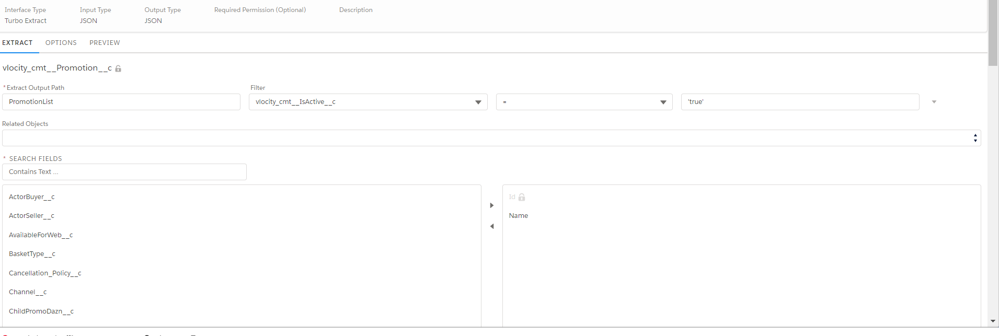 Interface Type Input Type Output Type Required Permission (Optional) Description
Turbo Extract JSON JSON
EXTRACT OPTIONS PREVIEW
vlocity_cmt__Promotion__c
*Extract Output Path Filter
PromotionList vlocity_cmt__IsActive__c = 'true'
Related Objects
* SEARCH FIELDS
Contains Text ...
ActorBuyer__c Id
ActorSeller__c Name
AvailableForWeb__c
BasketType__c
Cancellation_Policy__c
Channel__c
ChildPromoDazn__c